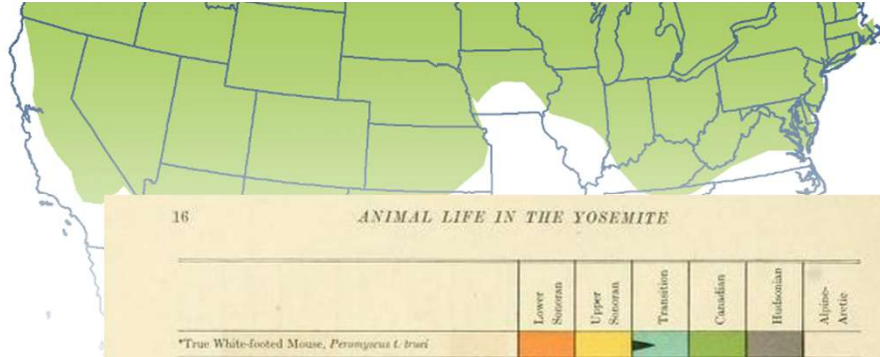 16
ANIMAL LIFE IN THE YOSEMITE
Lower Sonoran
Upper Sonoran
Transition
Canadian
Hudsonian
Alpine-Arctic
*True White-footed Mouse, Peromyscus t. truei